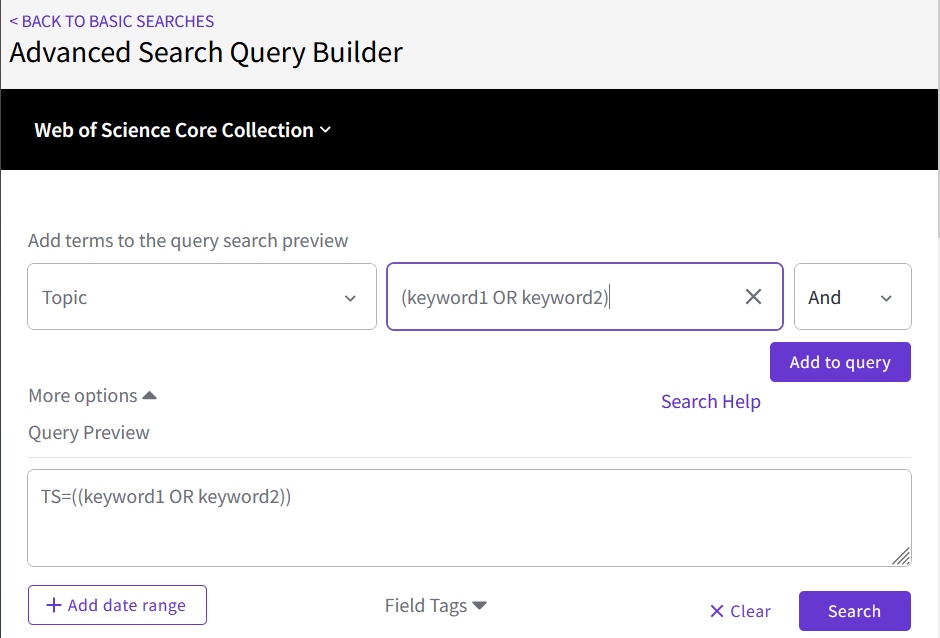 < BACK TO BASIC SEARCHES
Advanced Search Query Builder
Web of Science Core Collection
Add terms to the query search preview
Topic
(keyword1 OR keyword2)
And
Add to query
More options
Search Help
Query Preview
TS=((keyword1 OR keyword2))
+ Add date range
Field Tags
× Clear
Search